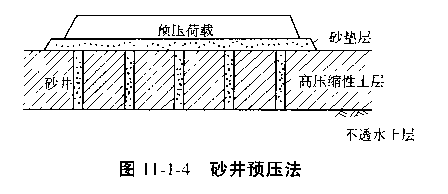 预压荷载
砂垫层
砂井
高压缩性土层
不透水土层
图 11-1-4 砂井预压法